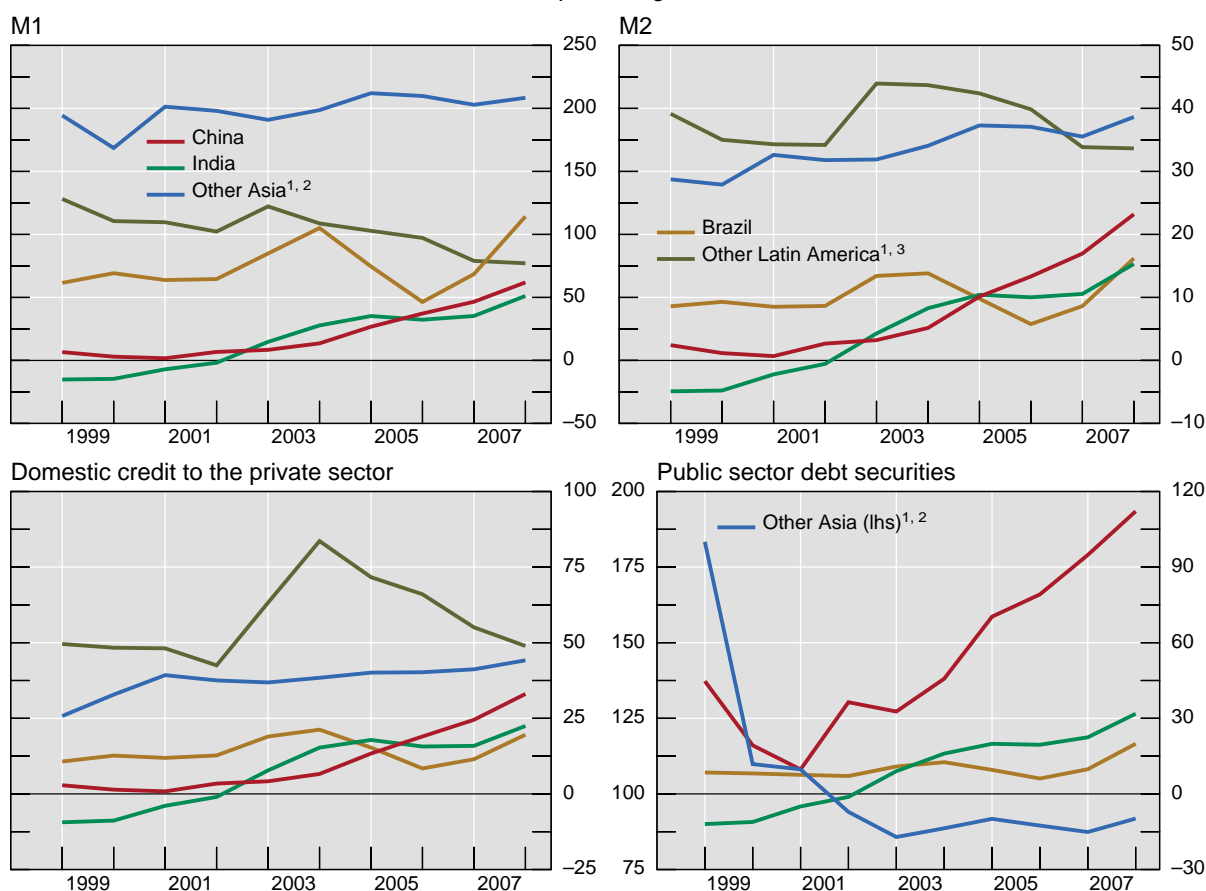 M1
250
200
150
100
50
0
–50
China
India
Other Asia1, 2
1999 2001 2003 2005 2007
M2
50
40
30
20
10
0
–10
Brazil
Other Latin America1, 3
1999 2001 2003 2005 2007
Domestic credit to the private sector
100
75
50
25
0
–25
1999 2001 2003 2005 2007
Public sector debt securities
200
175
150
125
100
75
Other Asia (lhs)1, 2
120
90
60
30
0
–30
1999 2001 2003 2005 2007